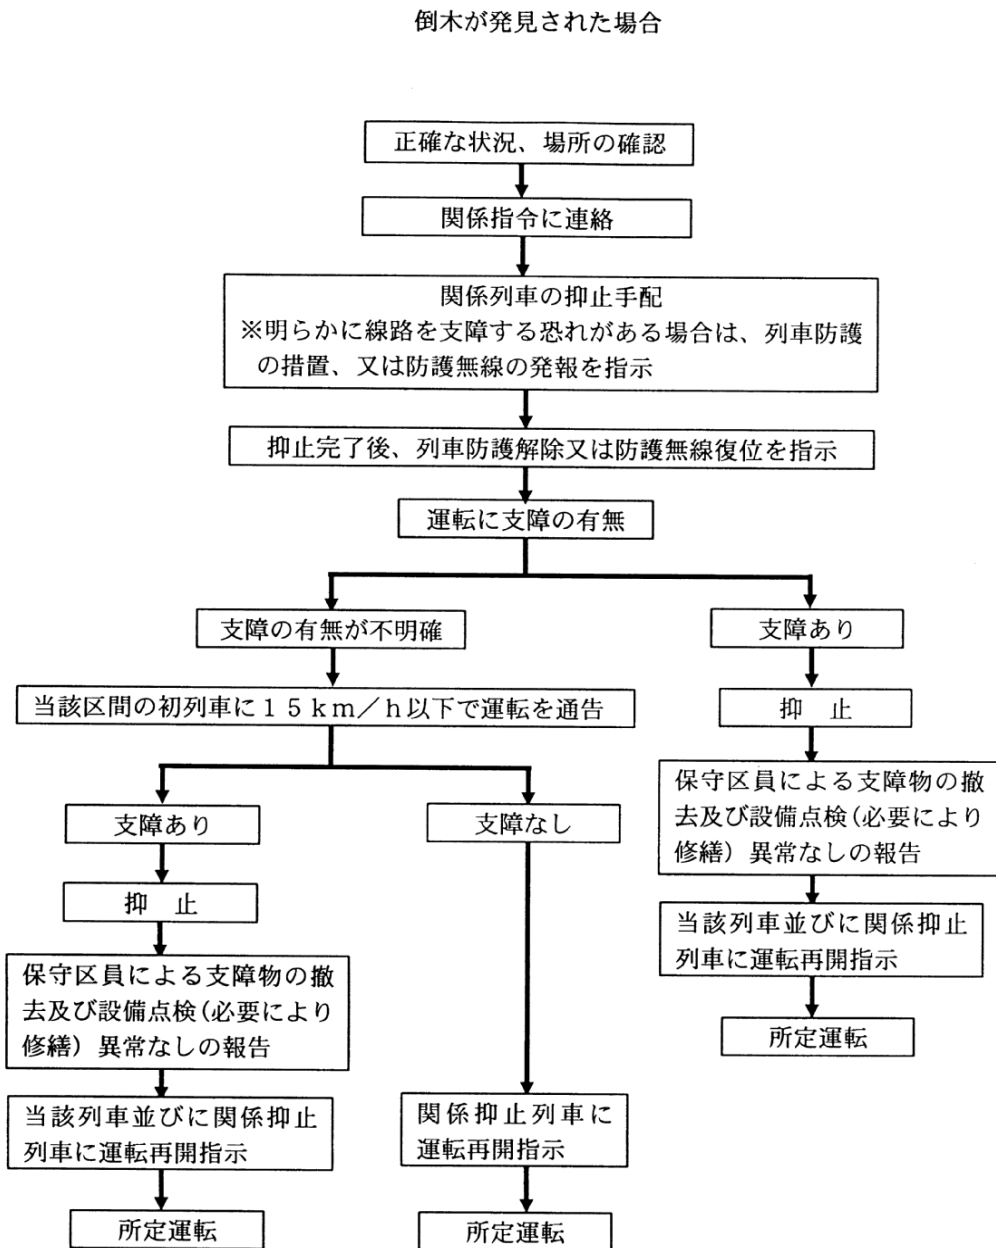 倒木が発見された場合
正確な状況、場所の確認
関係指令に連絡
関係列車の抑止手配
※明らかに線路を支障する恐れがある場合は、列車防護
の措置、又は防護無線の発報を指示
抑止完了後、列車防護解除又は防護無線復位を指示
運転に支障の有無
支障の有無が不明確
当該区間の初列車に15km/h以下で運転を通告
支障あり
抑 止
保守区員による支障物の撤
去及び設備点検(必要により
修繕)異常なしの報告
当該列車並びに関係抑止
列車に運転再開指示
所定運転
支障なし
関係抑止列車に
運転再開指示
所定運転
支障あり
抑 止
保守区員による支障物の撤
去及び設備点検(必要により
修繕)異常なしの報告
当該列車並びに関係抑止
列車に運転再開指示
所定運転